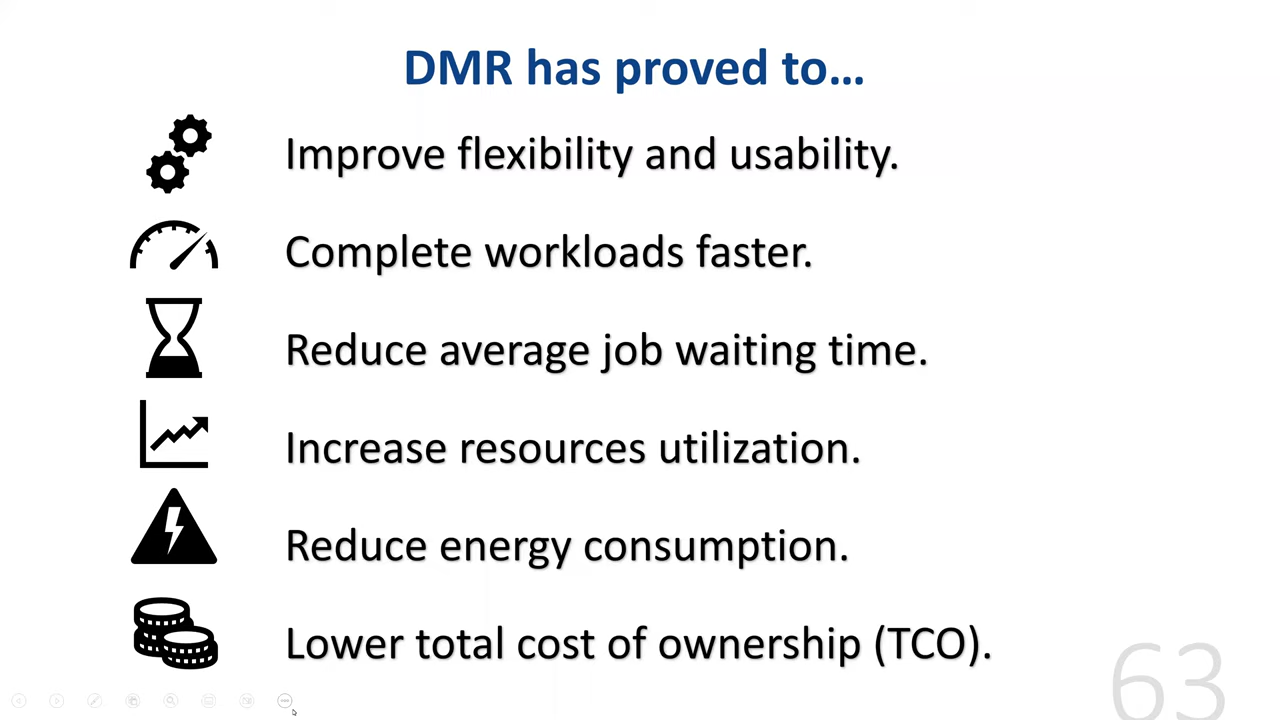 DMR has proved to...
Improve flexibility and usability.
Complete workloads faster.
Reduce average job waiting time.
Increase resources utilization.
Reduce energy consumption.
Lower total cost of ownership (TCO).
63